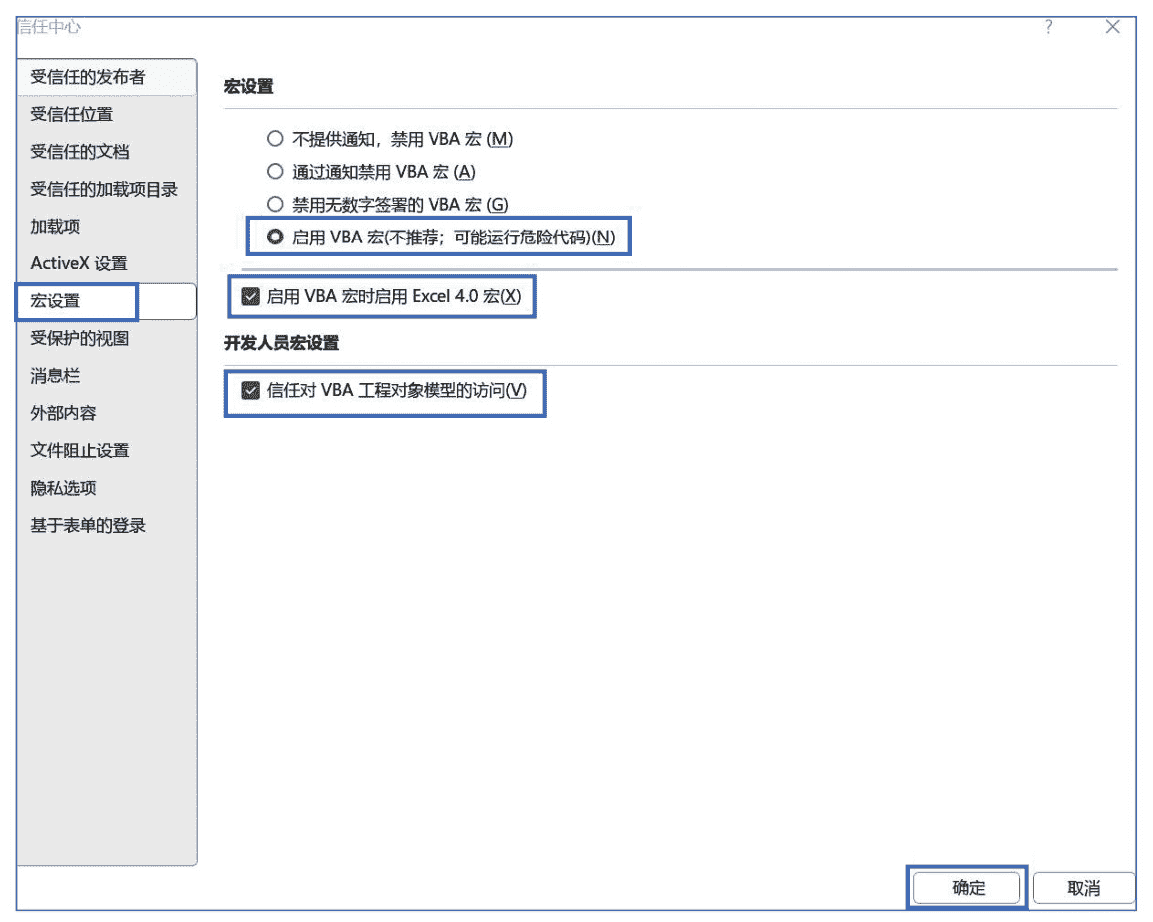 信任中心
受信任的发布者
受信任位置
受信任的文档
受信任的加载项目录
加载项
ActiveX 设置
宏设置
受保护的视图
消息栏
外部内容
文件阻止设置
隐私选项
基于表单的登录
宏设置
不提供通知，禁用 VBA 宏 (M)
通过通知禁用 VBA 宏 (A)
禁用无数字签署的 VBA 宏 (G)
启用 VBA 宏(不推荐；可能运行危险代码)(N)
启用 VBA 宏时启用 Excel 4.0 宏(X)
开发人员宏设置
信任对 VBA 工程对象模型的访问(V)
确定
取消